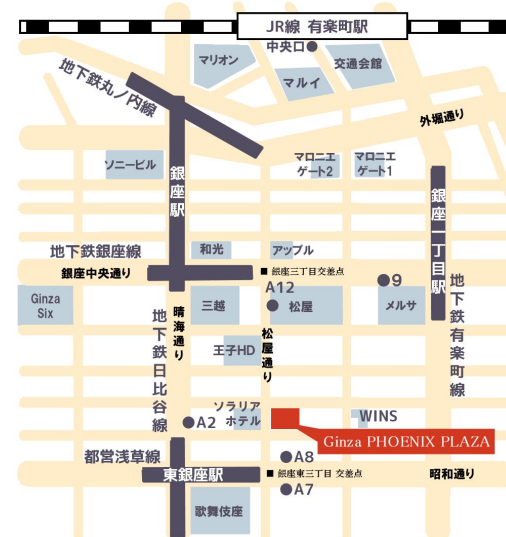 JR線 有楽町駅
中央口
マリオン
マルイ
交通会館
地下鉄丸ノ内線
外堀通り
ソニービル
銀座駅
マロニエ
ゲート2
マロニエ
ゲート1
銀座一丁目駅
地下鉄銀座線
和光
アップル
銀座中央通り
銀座三丁目交差点
A12
9
Ginza
Six
三越
松屋
メルサ
晴海通り
地下鉄日比谷線
王子HD
松屋通り
地下鉄有楽町線
ソラリア
ホテル
A2
WINS
Ginza PHOENIX PLAZA
都営浅草線
A8
東銀座駅
銀座東三丁目 交差点
昭和通り
A7
歌舞伎座